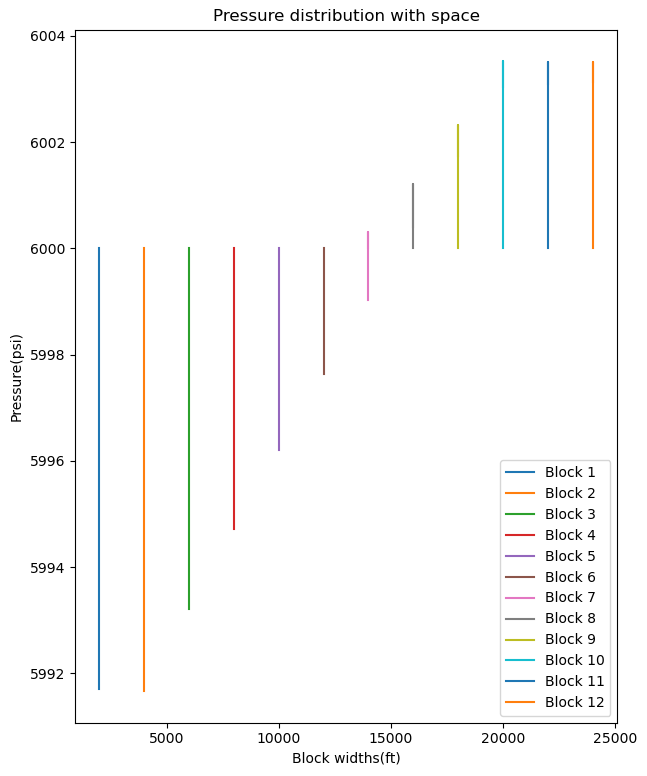 Pressure distribution with space
6004
6002
6000
5998
5996
5994
5992
Pressure(psi)
5000
10000
15000
20000
25000
Block widths(ft)
Block 1
Block 2
Block 3
Block 4
Block 5
Block 6
Block 7
Block 8
Block 9
Block 10
Block 11
Block 12